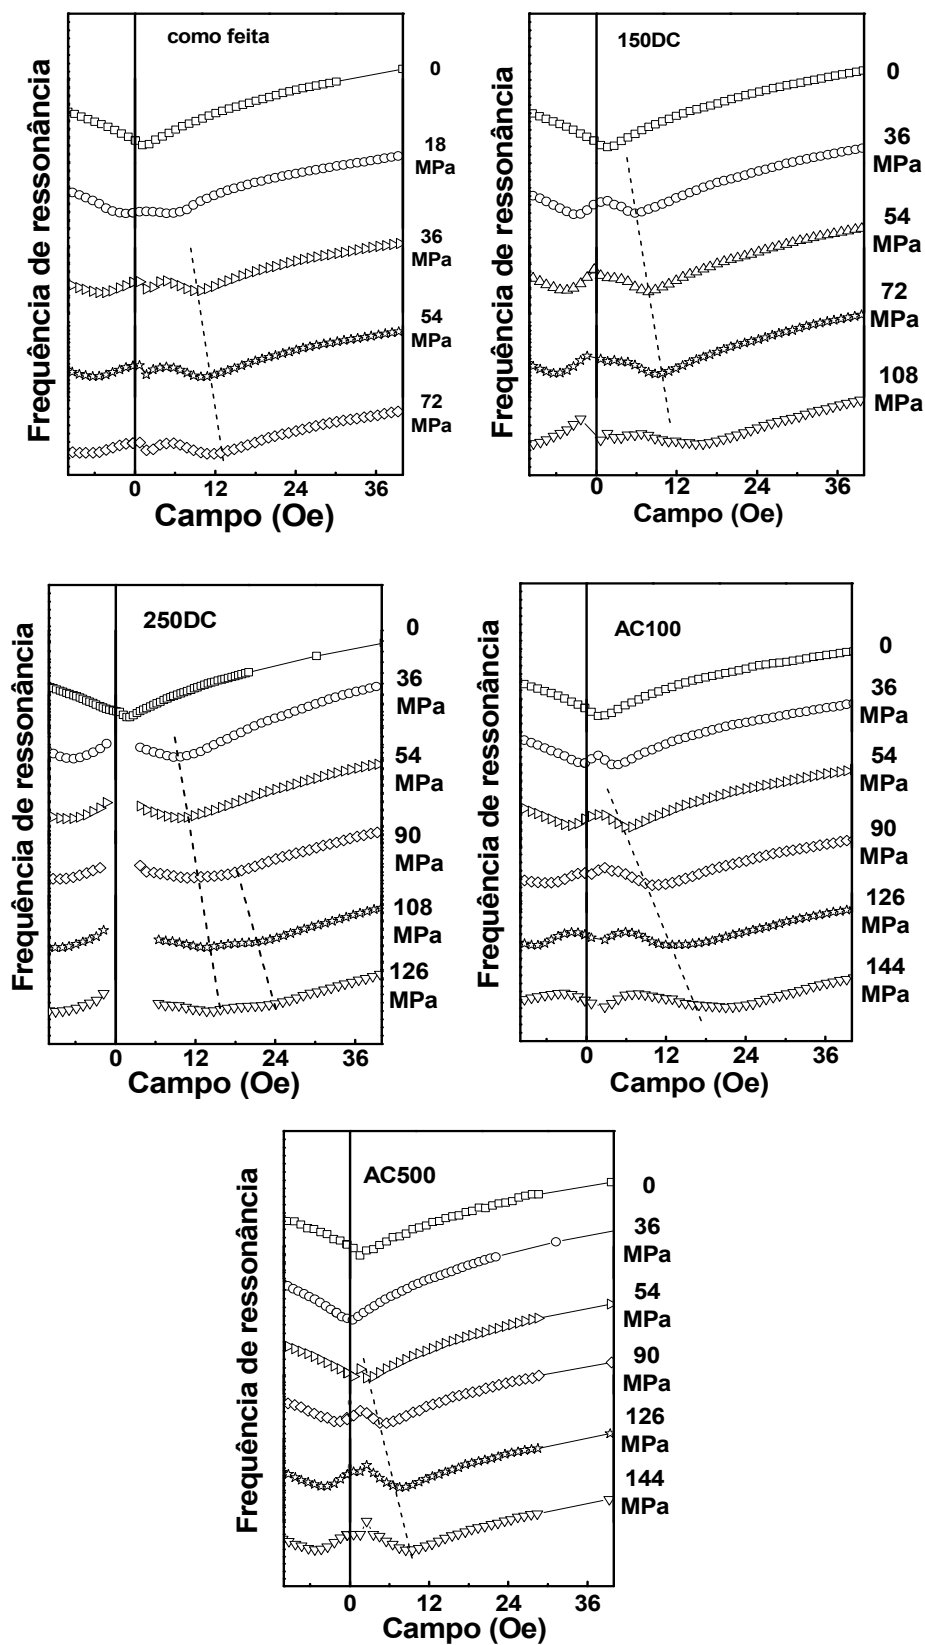 como feita
0
18
MPa
36
MPa
54
MPa
72
MPa
Frequência de ressonância
0 12 24 36
Campo (Oe)
150DC
0
36
MPa
54
MPa
72
MPa
108
MPa
Frequência de ressonância
0 12 24 36
Campo (Oe)
250DC
0
36
MPa
54
MPa
90
MPa
108
MPa
126
MPa
Frequência de ressonância
0 12 24 36
Campo (Oe)
AC100
0
36
MPa
54
MPa
90
MPa
126
MPa
144
MPa
Frequência de ressonância
0 12 24 36
Campo (Oe)
AC500
0
36
MPa
54
MPa
90
MPa
126
MPa
144
MPa
Frequência de ressonância
0 12 24 36
Campo (Oe)